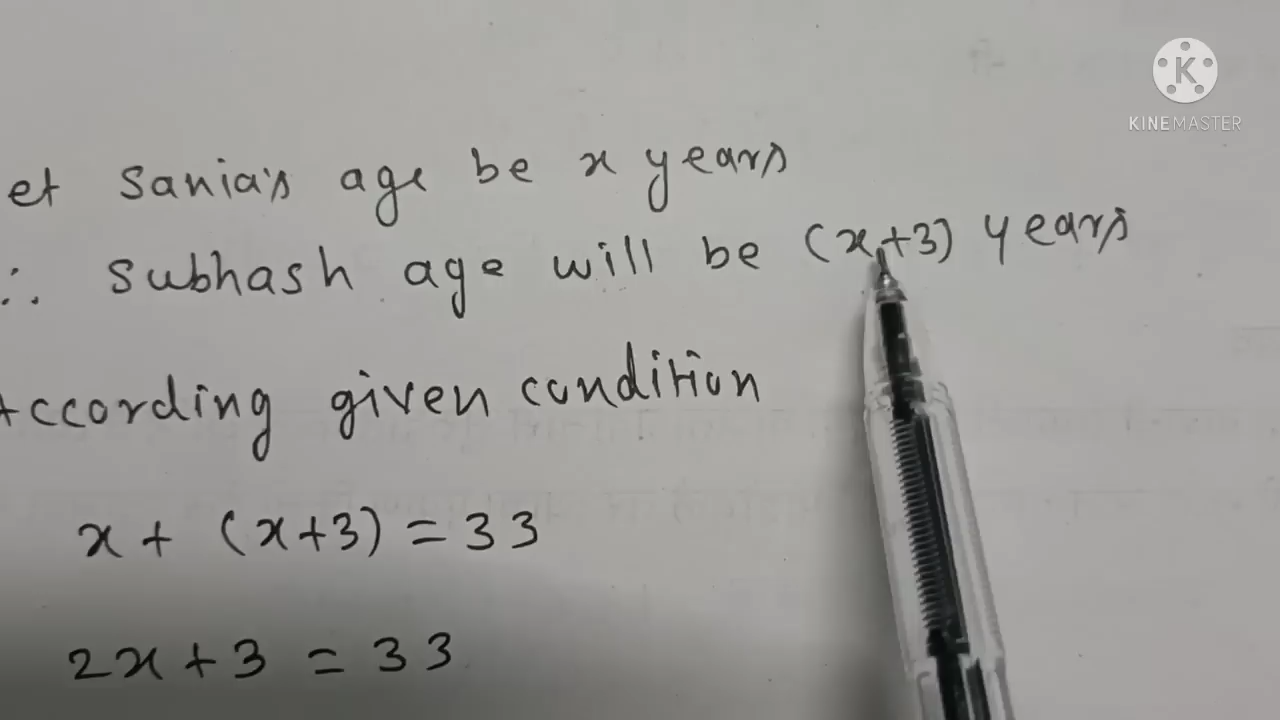 KINEMASTER
et Sania's age be x years
∴ Subhash age will be (x+3) years
According given condition
x + (x+3) = 33
2x + 3 = 33